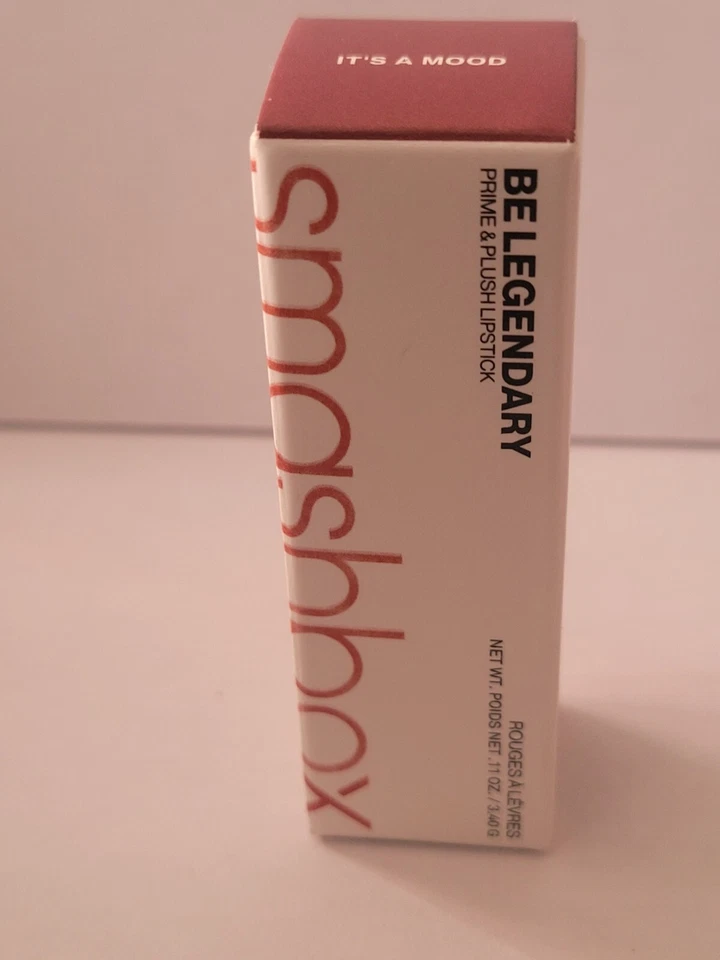 IT'S A MOOD
smashbox
BE LEGENDARY
PRIME & PLUSH LIPSTICK
ROUGES À LÈVRES
NET WT. POIDS NET .11 OZ. / 3.40 G